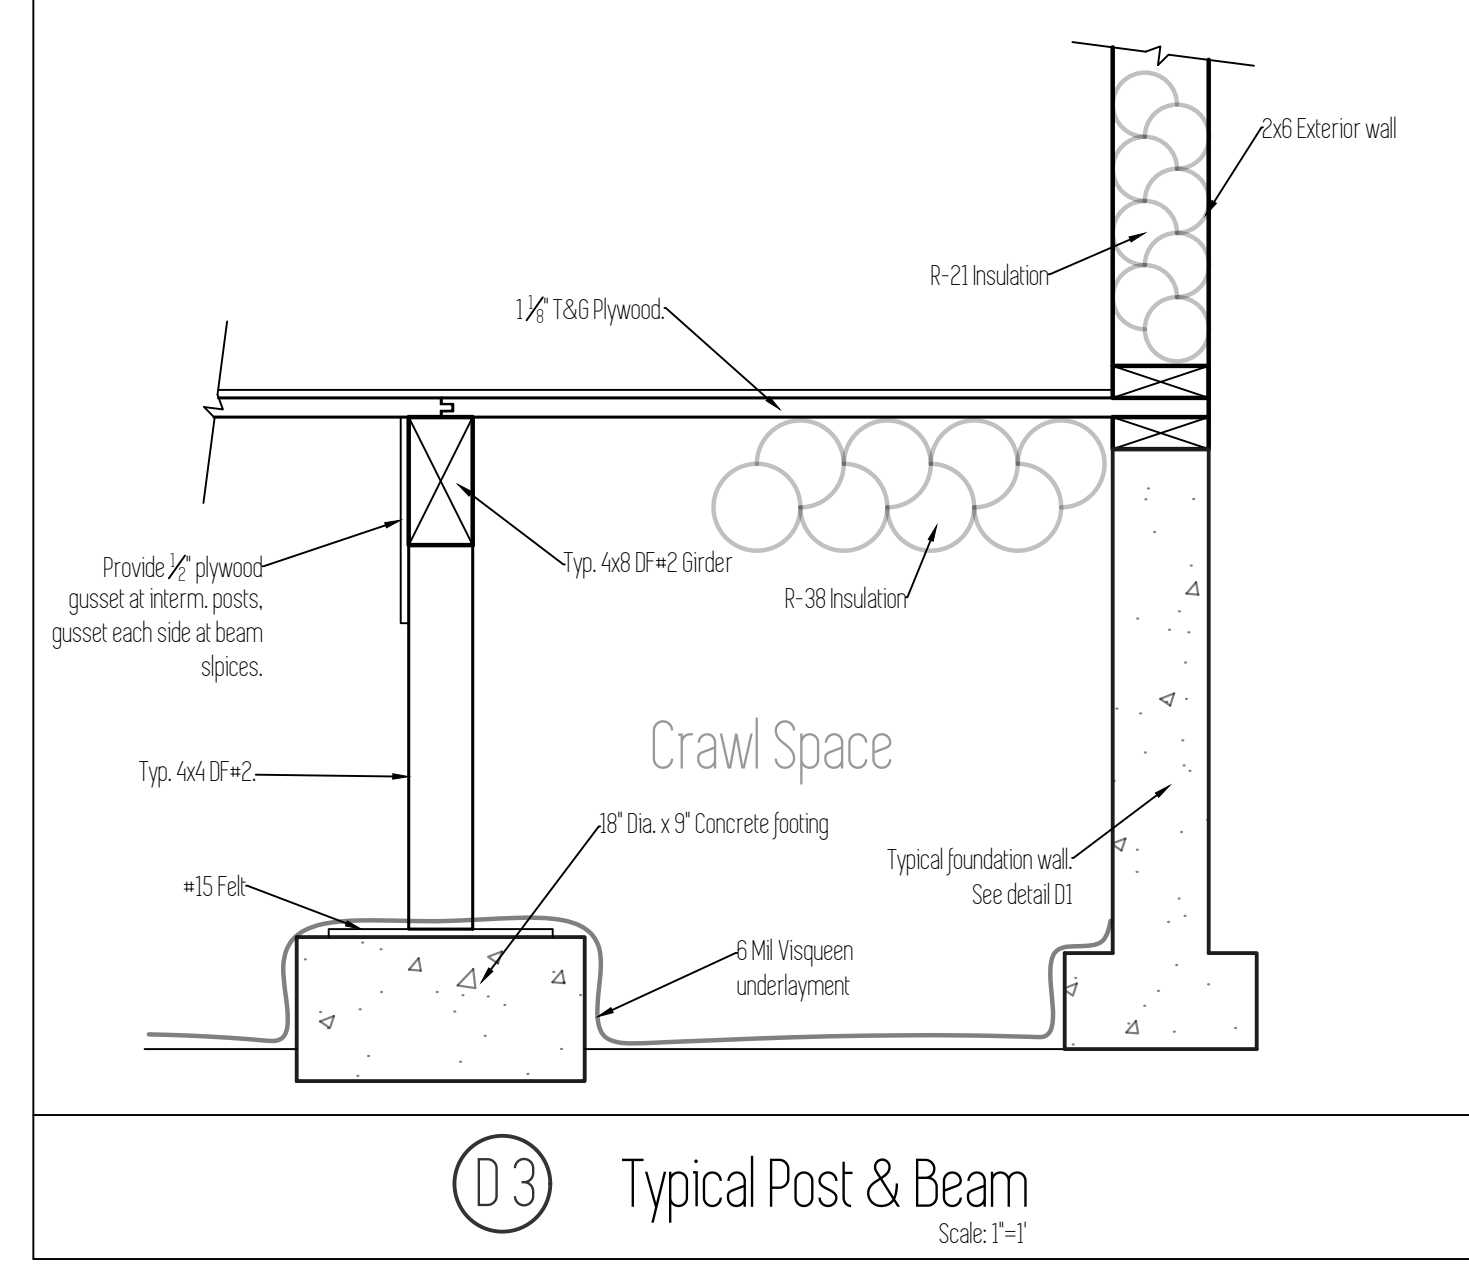 2x6 Exterior wall
R-21 Insulation
1 1/8" T&G Plywood.
Provide 1/2" plywood
gusset at interm. posts,
gusset each side at beam
slpices.
Typ. 4x8 DF#2 Girder
R-38 Insulation
Crawl Space
Typ. 4x4 DF#2.
18" Dia. x 9" Concrete footing
Typical foundation wall.
See detail D1
#15 Felt
6 Mil Visqueen
underlayment
D 3
Typical Post & Beam
Scale: 1"=1'